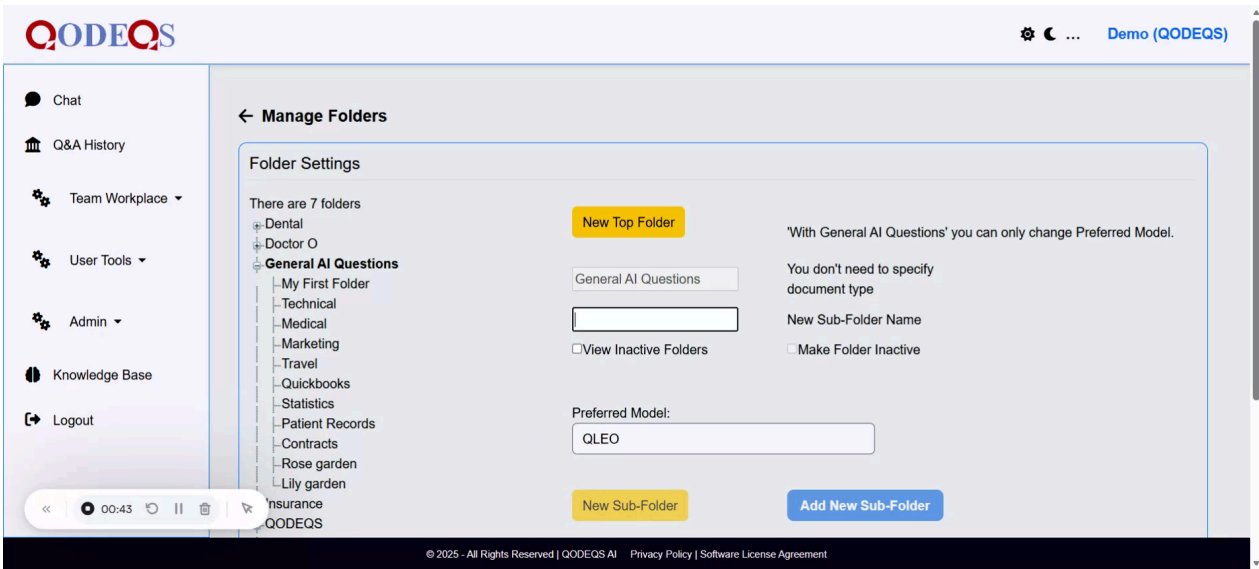 QODEQS
... Demo (QODEQS)
Chat
Q&A History
Team Workplace
User Tools
Admin
Knowledge Base
Logout
00:43
Manage Folders
Folder Settings
There are 7 folders
Dental
Doctor O
General AI Questions
My First Folder
Technical
Medical
Marketing
Travel
Quickbooks
Statistics
Patient Records
Contracts
Rose garden
Lily garden
Insurance
QODEQS
New Top Folder
'With General AI Questions' you can only change Preferred Model.
General AI Questions
You don't need to specify
document type
New Sub-Folder Name
View Inactive Folders
Make Folder Inactive
Preferred Model:
QLEO
New Sub-Folder
Add New Sub-Folder
© 2025 - All Rights Reserved | QODEQS AI Privacy Policy | Software License Agreement